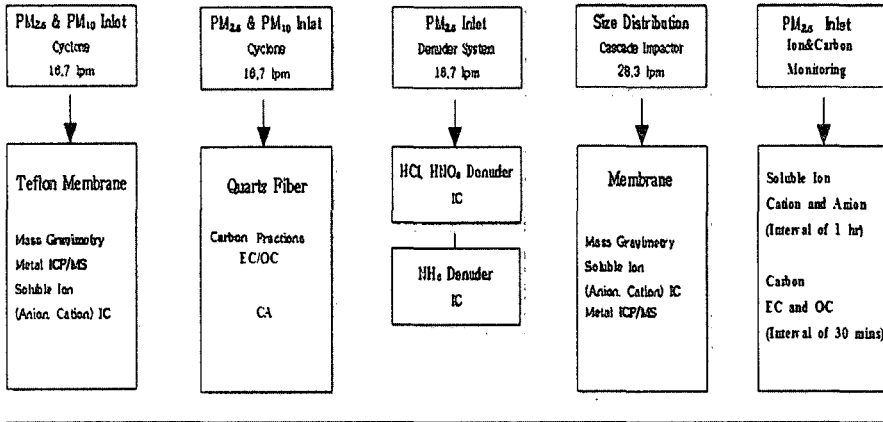 PM2.5 & PM10 Inlet
Cyclone
16.7 lpm
Teflon Membrane
Mass Gravimetry
Metal ICP/MS
Soluble Ion
(Anion, Cation) IC
PM2.5 & PM10 Inlet
Cyclone
16.7 lpm
Quartz Fiber
Carbon Fractions
EC/OC
CA
PM2.5 Inlet
Denuder System
16.7 lpm
HCl, HNO3 Denuder
IC
NH3 Denuder
IC
Size Distribution
Cascade Impactor
28.3 lpm
Membrane
Mass Gravimetry
Soluble Ion
(Anion, Cation) IC
Metal ICP/MS
PM2.5 Inlet
Ion&Carbon
Monitoring
Soluble Ion
Cation and Anion
(Interval of 1 hr)
Carbon
EC and OC
(Interval of 30 mins)